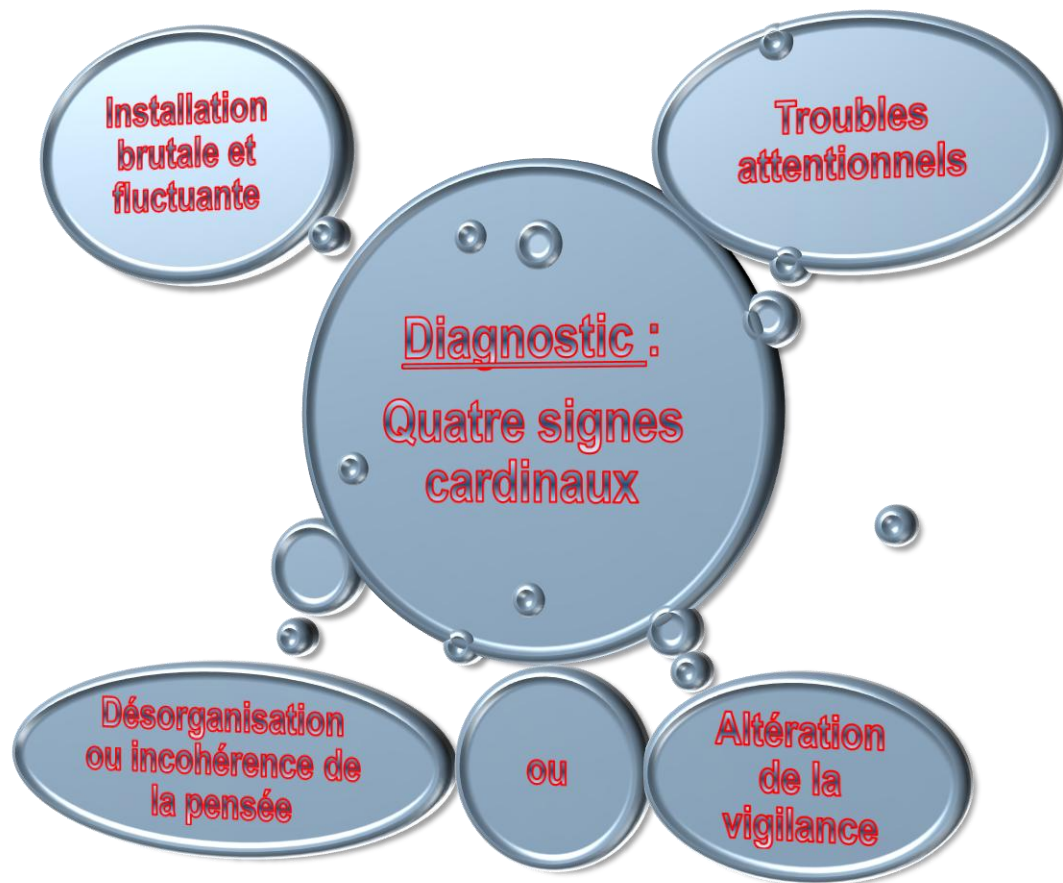 Installation
brutale et
fluctuante
Troubles
attentionnels
Diagnostic :
Quatre signes
cardinaux
Désorganisation
ou incohérence de
la pensée
ou
Altération
de la
vigilance